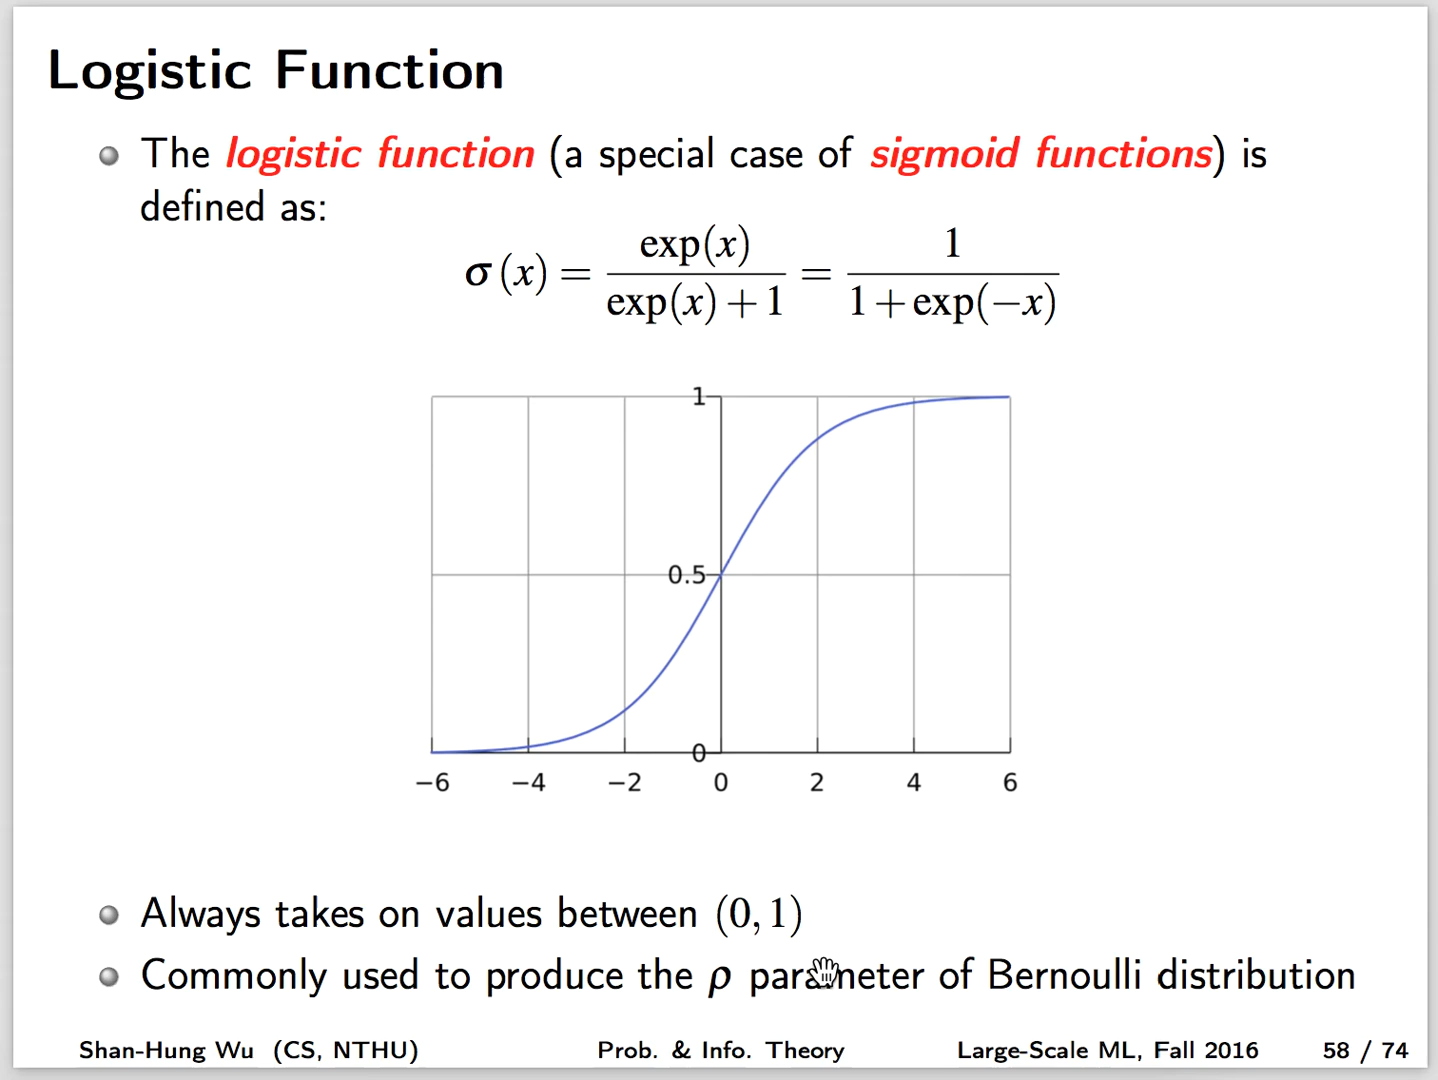 Logistic Function
The logistic function (a special case of sigmoid functions) is
defined as:
σ(x) = exp(x) / (exp(x) + 1) = 1 / (1 + exp(−x))
1
0.5
0
−6 −4 −2 0 2 4 6
Always takes on values between (0,1)
Commonly used to produce the ρ parameter of Bernoulli distribution
Shan-Hung Wu (CS, NTHU) Prob. & Info. Theory Large-Scale ML, Fall 2016 58 / 74